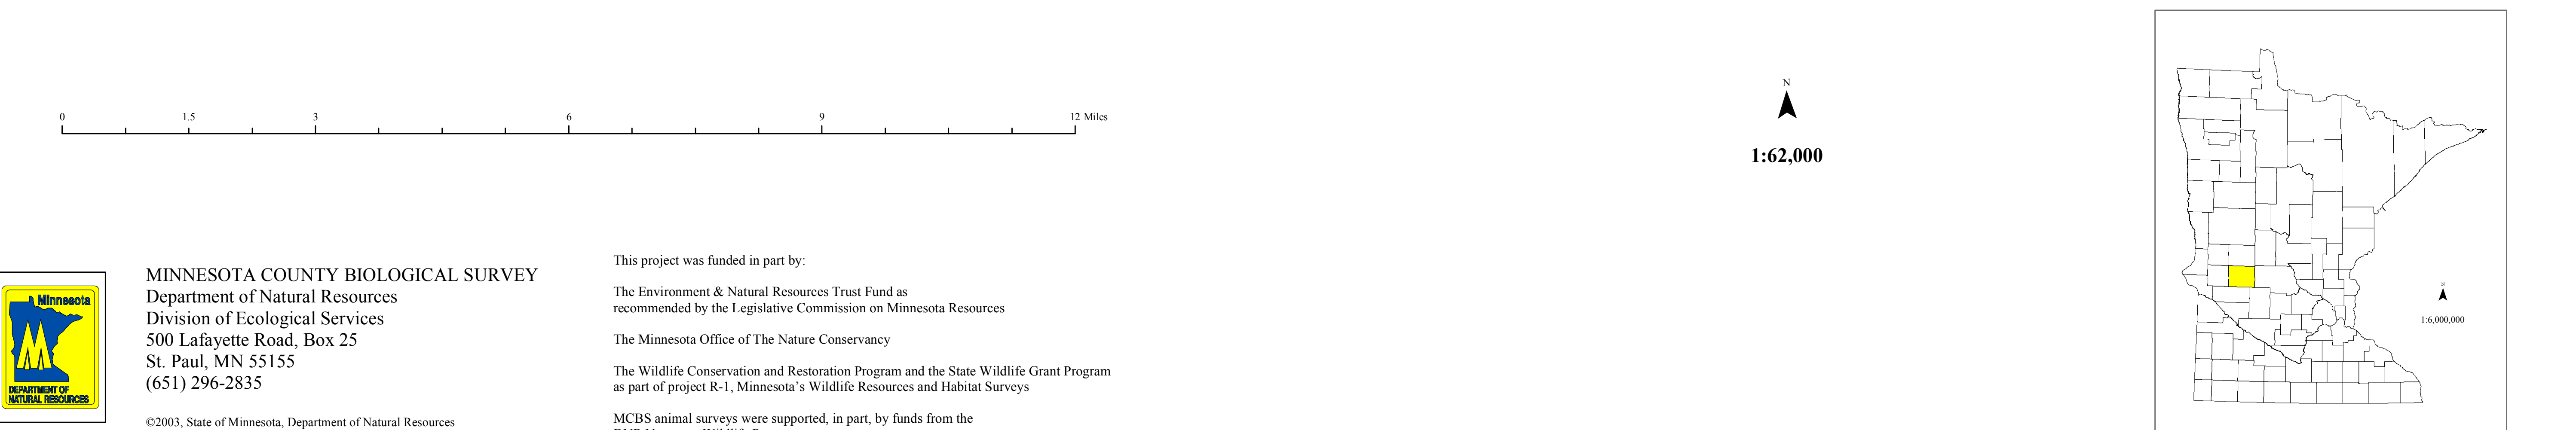 0 1.5 3 6 9 12 Miles
N
1:62,000
MINNESOTA COUNTY BIOLOGICAL SURVEY
Department of Natural Resources
Division of Ecological Services
500 Lafayette Road, Box 25
St. Paul, MN 55155
(651) 296-2835
©2003, State of Minnesota, Department of Natural Resources
Minnesota
DEPARTMENT OF
NATURAL RESOURCES
This project was funded in part by:
The Environment & Natural Resources Trust Fund as
recommended by the Legislative Commission on Minnesota Resources
The Minnesota Office of The Nature Conservancy
The Wildlife Conservation and Restoration Program and the State Wildlife Grant Program
as part of project R-1, Minnesota's Wildlife Resources and Habitat Surveys
MCBS animal surveys were supported, in part, by funds from the
1:6,000,000